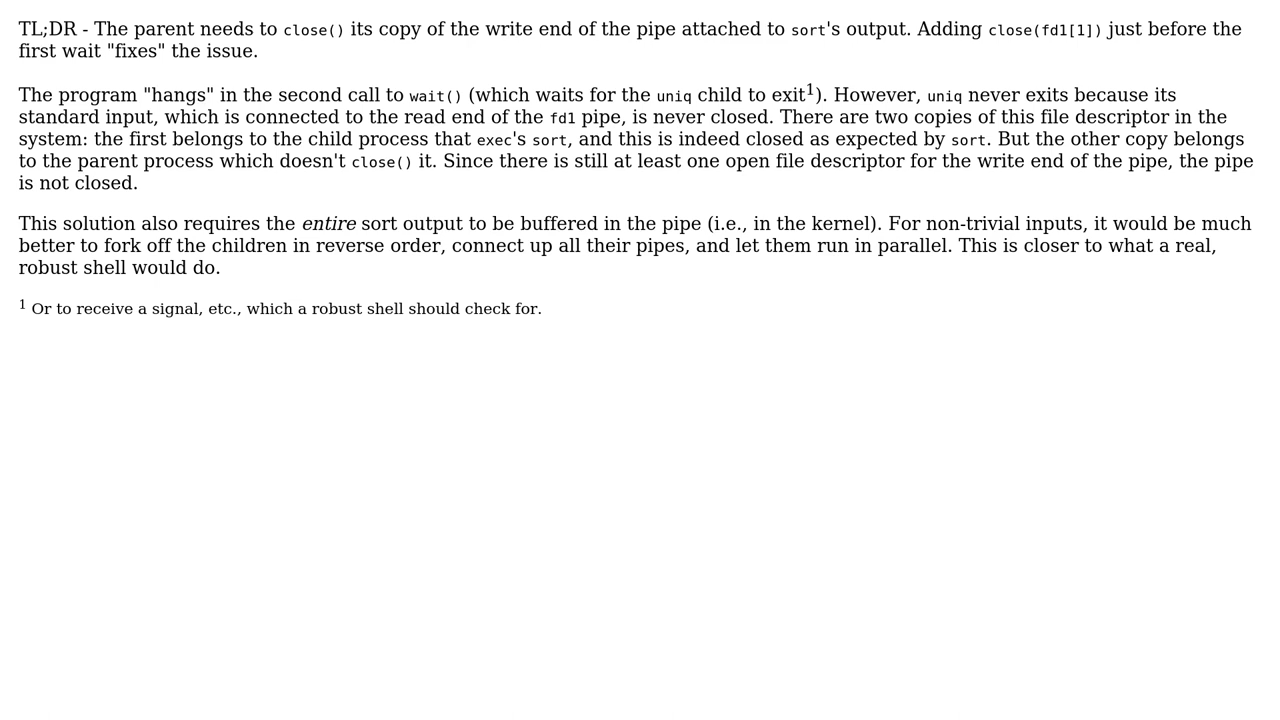 TL;DR - The parent needs to close() its copy of the write end of the pipe attached to sort's output. Adding close(fd1[1]) just before the
first wait "fixes" the issue.
The program "hangs" in the second call to wait() (which waits for the uniq child to exit1). However, uniq never exits because its
standard input, which is connected to the read end of the fd1 pipe, is never closed. There are two copies of this file descriptor in the
system: the first belongs to the child process that exec's sort, and this is indeed closed as expected by sort. But the other copy belongs
to the parent process which doesn't close() it. Since there is still at least one open file descriptor for the write end of the pipe, the pipe
is not closed.
This solution also requires the entire sort output to be buffered in the pipe (i.e., in the kernel). For non-trivial inputs, it would be much
better to fork off the children in reverse order, connect up all their pipes, and let them run in parallel. This is closer to what a real,
robust shell would do.
1 Or to receive a signal, etc., which a robust shell should check for.